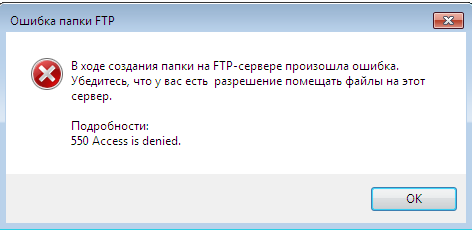 Ошибка папки FTP
В ходе создания папки на FTP-сервере произошла ошибка.
Убедитесь, что у вас есть  разрешение помещать файлы на этот
сервер.
Подробности:
550 Access is denied.
OK